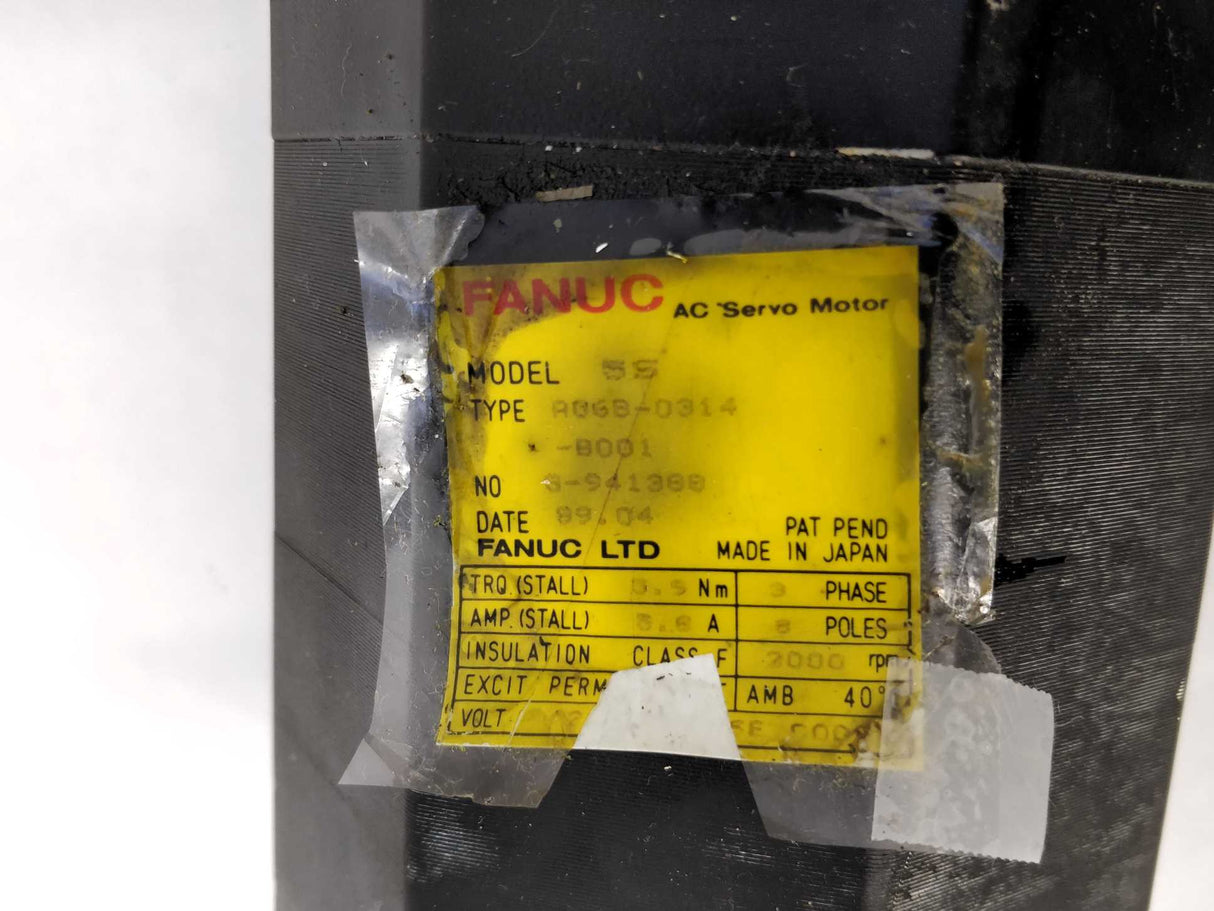 FANUC AC Servo Motor
MODEL 5S
TYPE A06B-0314
-B001
NO
DATE 89.04
PAT PEND
FANUC LTD MADE IN JAPAN
TRQ.(STALL) 5.9 Nm 3 PHASE
AMP.(STALL) A 8 POLES
INSULATION CLASS F 2000 rpm
EXCIT AMB 40°
VOLT.